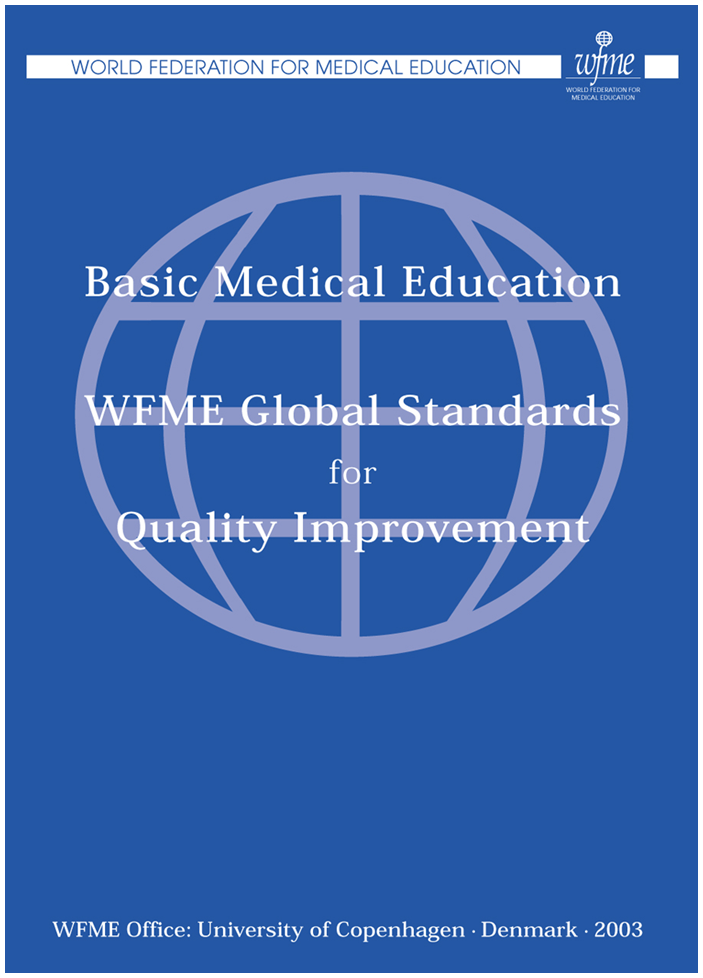 WORLD FEDERATION FOR MEDICAL EDUCATION
wfme
WORLD FEDERATION FOR
MEDICAL EDUCATION
Basic Medical Education
WFME Global Standards
for
Quality Improvement
WFME Office: University of Copenhagen · Denmark · 2003